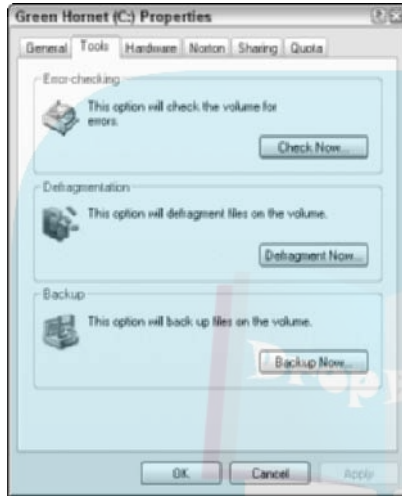 Green Hornet (C:) Properties
General Tools Hardware Norton Sharing Quota
Error-checking
This option will check the volume for
errors.
Check Now...
Defragmentation
This option will defragment files on the volume.
Defragment Now...
Backup
This option will back up files on the volume.
Backup Now...
OK Cancel Apply